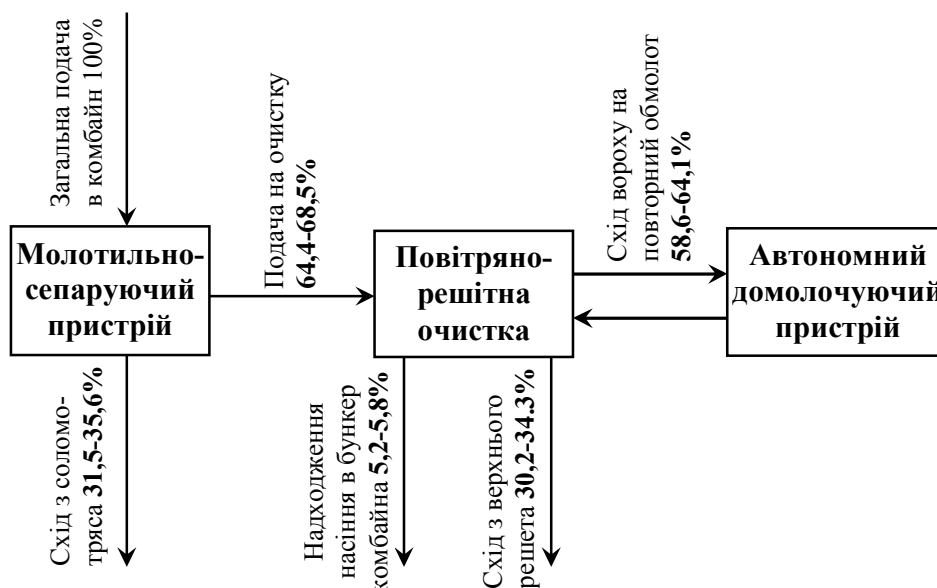 Загальна подача
в комбайн 100%
Молотильно-
сепаруючий
пристрій
Подача на очистку
64,4-68,5%
Повітряно-
решітна
очистка
Схід вороху на
повторний обмолот
58,6-64,1%
Автономний
домолочуючий
пристрій
Схід з соломо-
тряса 31,5-35,6%
Надходження
насіння в бункер
комбайна 5,2-5,8%
Схід з верхнього
решета 30,2-34.3%